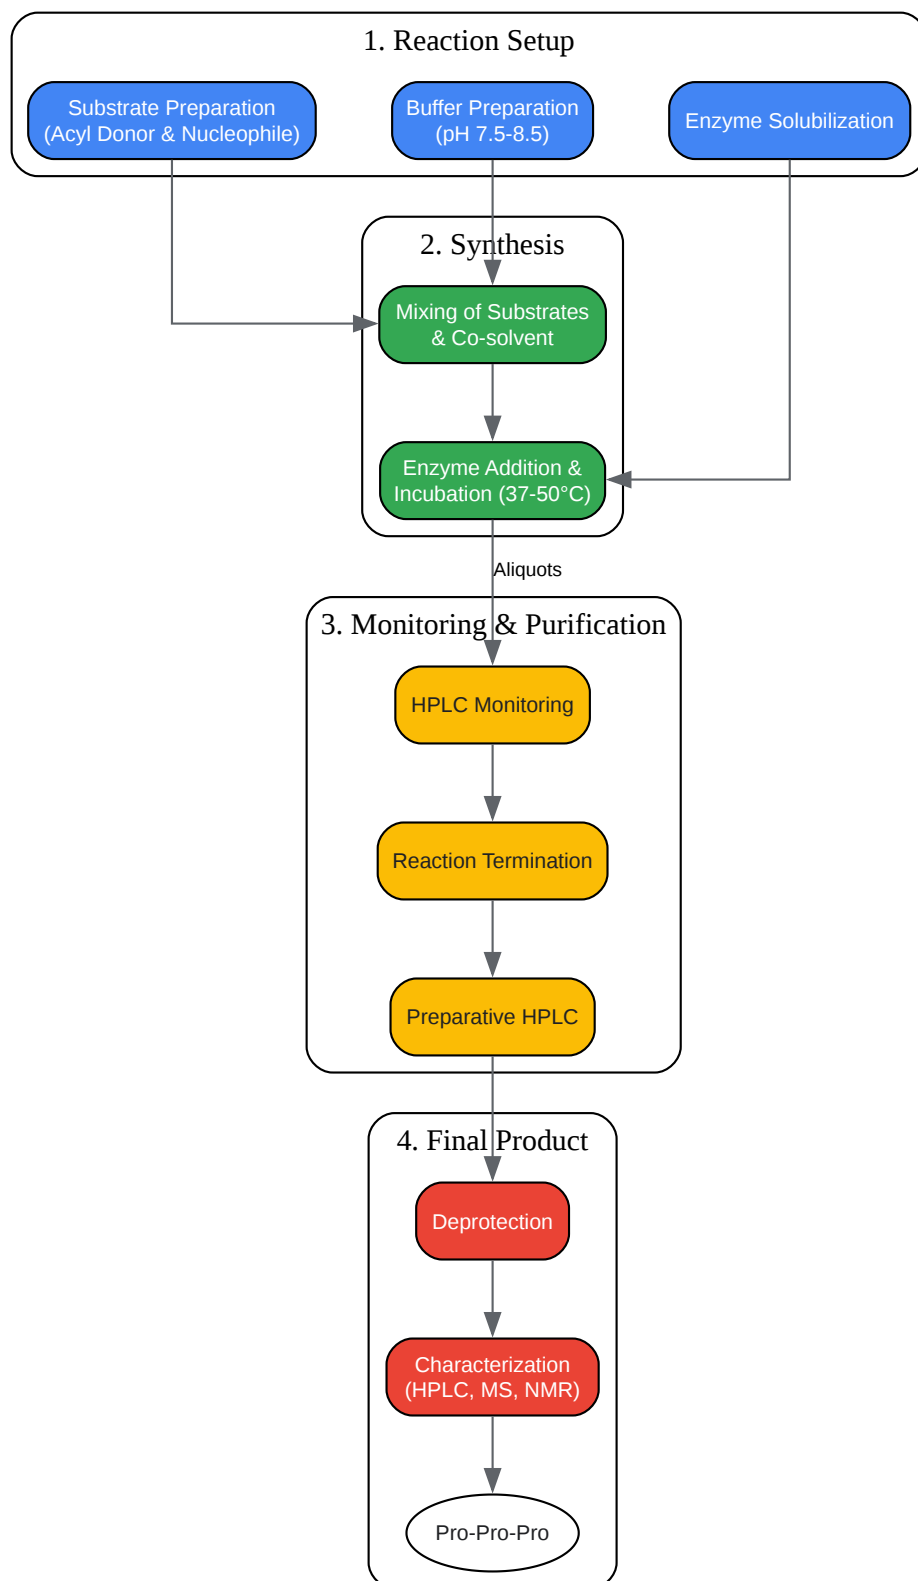 1. Reaction Setup
Substrate Preparation
(Acyl Donor & Nucleophile)
Buffer Preparation
(pH 7.5-8.5)
Enzyme Solubilization
2. Synthesis
Mixing of Substrates
& Co-solvent
Enzyme Addition &
Incubation (37-50°C)
Aliquots
3. Monitoring & Purification
HPLC Monitoring
Reaction Termination
Preparative HPLC
4. Final Product
Deprotection
Characterization
(HPLC, MS, NMR)
Pro-Pro-Pro